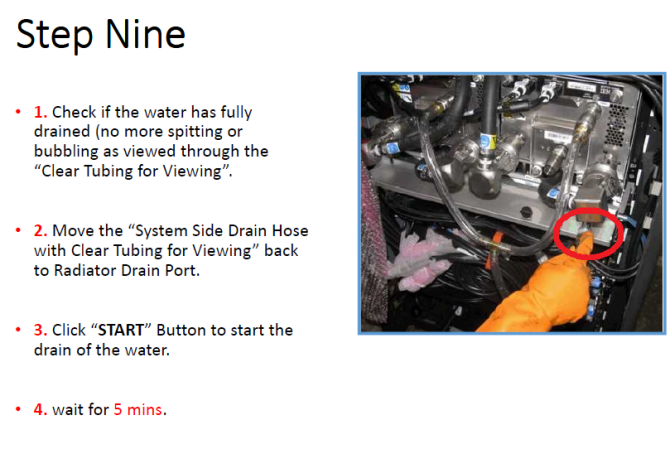 Step Nine
• 1. Check if the water has fully
drained (no more spitting or
bubbling as viewed through the
“Clear Tubing for Viewing”.
• 2. Move the “System Side Drain Hose
with Clear Tubing for Viewing” back
to Radiator Drain Port.
• 3. Click “START” Button to start the
drain of the water.
• 4. wait for 5 mins.